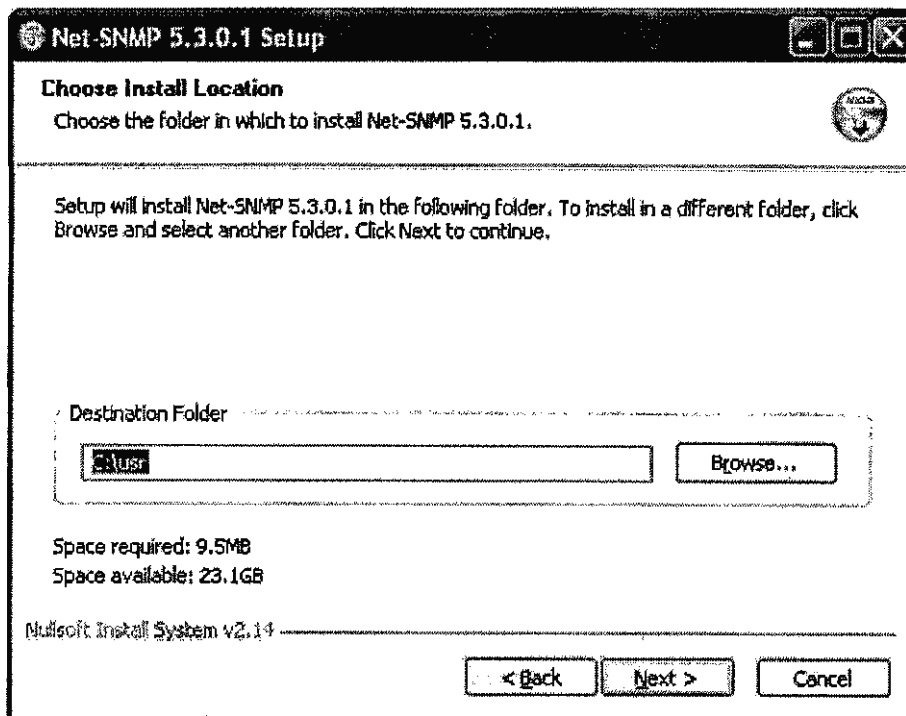 Net-SNMP 5.3.0.1 Setup
Choose Install Location
Choose the folder in which to install Net-SNMP 5.3.0.1.
Setup will install Net-SNMP 5.3.0.1 in the following folder. To install in a different folder, click
Browse and select another folder. Click Next to continue.
Destination Folder
C:\usr
Browse...
Space required: 9.5MB
Space available: 23.1GB
Nullsoft Install System v2.14
< Back
Next >
Cancel